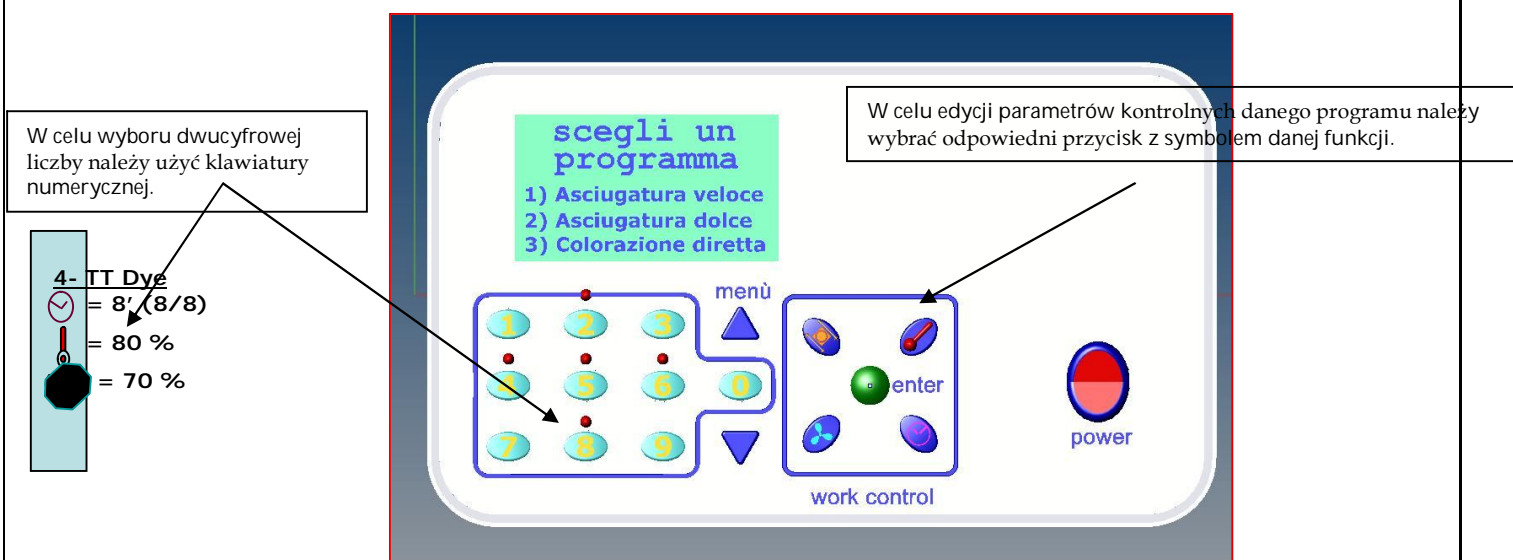 W celu wyboru dwucyfrowej
liczby należy użyć klawiatury
numerycznej.
W celu edycji parametrów kontrolnych danego programu należy
wybrać odpowiedni przycisk z symbolem danej funkcji.
scegli un
programma
1) Asciugatura veloce
2) Asciugatura dolce
3) Colorazione diretta
4- TT Dye
= 8' (8/8)
= 80 %
= 70 %
menù
1 2 3
4 5 6 0
7 8 9
enter
work control
power